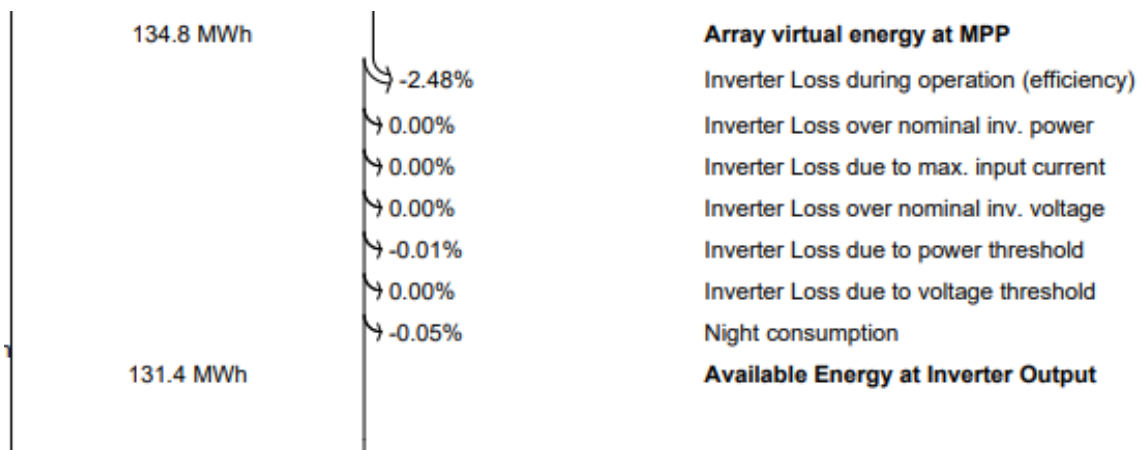 134.8 MWh Array virtual energy at MPP
-2.48% Inverter Loss during operation (efficiency)
0.00% Inverter Loss over nominal inv. power
0.00% Inverter Loss due to max. input current
0.00% Inverter Loss over nominal inv. voltage
-0.01% Inverter Loss due to power threshold
0.00% Inverter Loss due to voltage threshold
-0.05% Night consumption
131.4 MWh Available Energy at Inverter Output